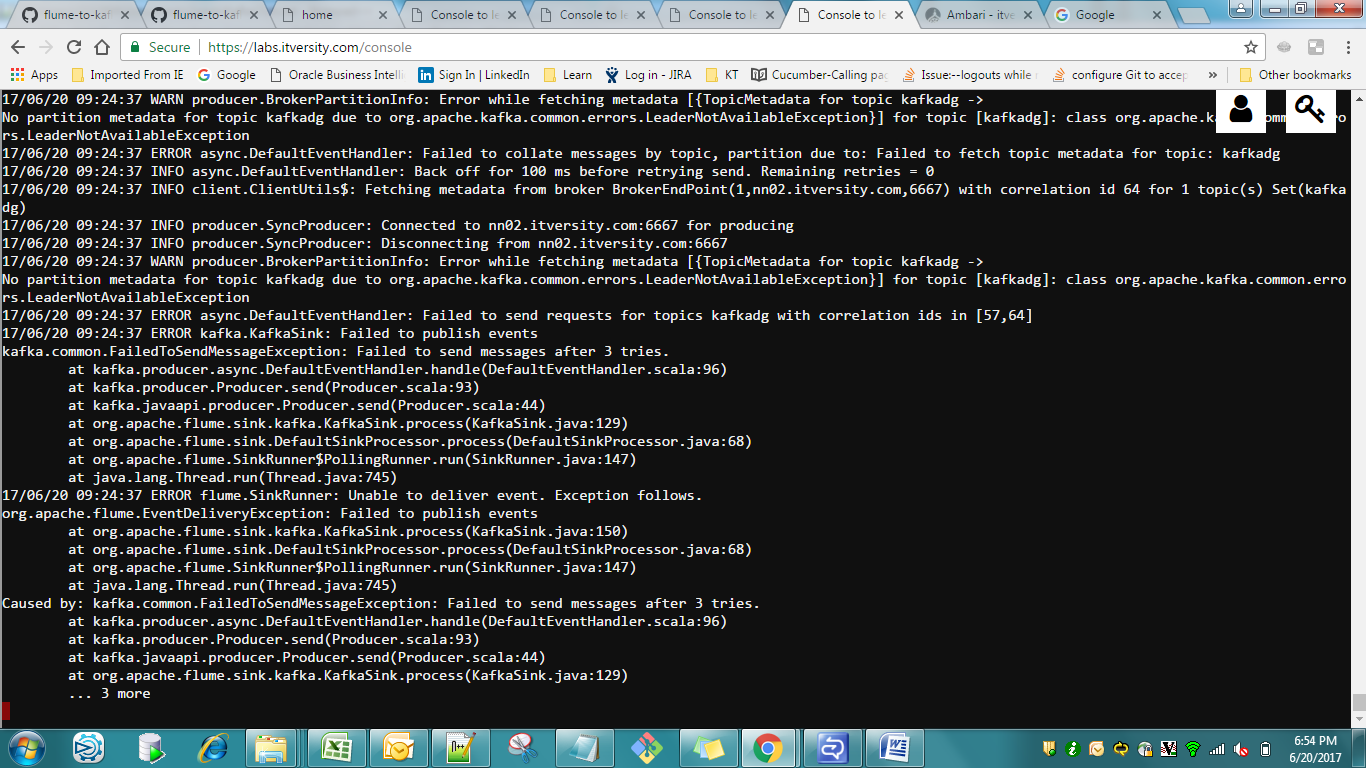 flume-to-kaf
flume-to-kaf
home
Console to le
Console to le
Console to le
Console to le
Ambari - itve
Google
Secure
https://labs.itversity.com/console
Apps
Imported From IE
Google
Oracle Business Intelli
Sign In | LinkedIn
Learn
Log in - JIRA
KT
Cucumber-Calling pag
Issue:--logouts while
configure Git to accep
»
Other bookmarks
17/06/20 09:24:37 WARN producer.BrokerPartitionInfo: Error while fetching metadata [{TopicMetadata for topic kafkadg ->
No partition metadata for topic kafkadg due to org.apache.kafka.common.errors.LeaderNotAvailableException}] for topic [kafkadg]: class org.apache.
rs.LeaderNotAvailableException
17/06/20 09:24:37 ERROR async.DefaultEventHandler: Failed to collate messages by topic, partition due to: Failed to fetch topic metadata for topic: kafkadg
17/06/20 09:24:37 INFO async.DefaultEventHandler: Back off for 100 ms before retrying send. Remaining retries = 0
17/06/20 09:24:37 INFO client.ClientUtils$: Fetching metadata from broker BrokerEndPoint(1,nn02.itversity.com,6667) with correlation id 64 for 1 topic(s) Set(kafka
dg)
17/06/20 09:24:37 INFO producer.SyncProducer: Connected to nn02.itversity.com:6667 for producing
17/06/20 09:24:37 INFO producer.SyncProducer: Disconnecting from nn02.itversity.com:6667
17/06/20 09:24:37 WARN producer.BrokerPartitionInfo: Error while fetching metadata [{TopicMetadata for topic kafkadg ->
No partition metadata for topic kafkadg due to org.apache.kafka.common.errors.LeaderNotAvailableException}] for topic [kafkadg]: class org.apache.kafka.common.erro
rs.LeaderNotAvailableException
17/06/20 09:24:37 ERROR async.DefaultEventHandler: Failed to send requests for topics kafkadg with correlation ids in [57,64]
17/06/20 09:24:37 ERROR kafka.KafkaSink: Failed to publish events
kafka.common.FailedToSendMessageException: Failed to send messages after 3 tries.
at kafka.producer.async.DefaultEventHandler.handle(DefaultEventHandler.scala:96)
at kafka.producer.Producer.send(Producer.scala:93)
at kafka.javaapi.producer.Producer.send(Producer.scala:44)
at org.apache.flume.sink.kafka.KafkaSink.process(KafkaSink.java:129)
at org.apache.flume.sink.DefaultSinkProcessor.process(DefaultSinkProcessor.java:68)
at org.apache.flume.SinkRunner$PollingRunner.run(SinkRunner.java:147)
at java.lang.Thread.run(Thread.java:745)
17/06/20 09:24:37 ERROR flume.SinkRunner: Unable to deliver event. Exception follows.
org.apache.flume.EventDeliveryException: Failed to publish events
at org.apache.flume.sink.kafka.KafkaSink.process(KafkaSink.java:150)
at org.apache.flume.sink.DefaultSinkProcessor.process(DefaultSinkProcessor.java:68)
at org.apache.flume.SinkRunner$PollingRunner.run(SinkRunner.java:147)
at java.lang.Thread.run(Thread.java:745)
Caused by: kafka.common.FailedToSendMessageException: Failed to send messages after 3 tries.
at kafka.producer.async.DefaultEventHandler.handle(DefaultEventHandler.scala:96)
at kafka.producer.Producer.send(Producer.scala:93)
at kafka.javaapi.producer.Producer.send(Producer.scala:44)
at org.apache.flume.sink.kafka.KafkaSink.process(KafkaSink.java:129)
... 3 more
6:54 PM
6/20/2017